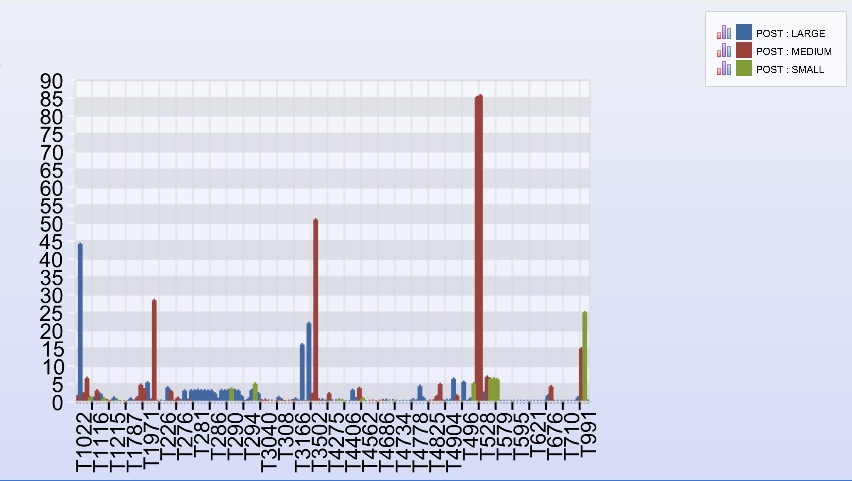 POST : LARGE
POST : MEDIUM
POST : SMALL
90
85
80
75
70
65
60
55
50
45
40
35
30
25
20
15
10
5
0
T1022
T1116
T1215
T1787
T1971
T226
T276
T281
T286
T290
T294
T3040
T308
T3166
T3502
T4275
T4406
T4562
T4686
T4734
T4776
T4825
T4904
T496
T528
T579
T595
T621
T676
T710
T991